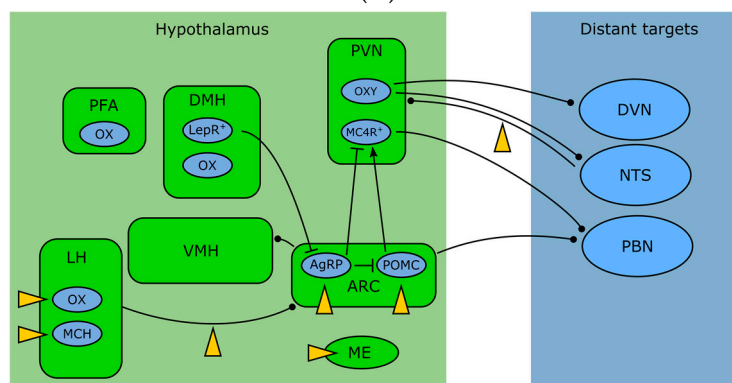 (...)
Hypothalamus
Distant targets
PVN
OXY
MC4R⁺
PFA
OX
DMH
LepR⁺
OX
DVN
NTS
PBN
VMH
LH
OX
MCH
AgRP
POMC
ARC
ME